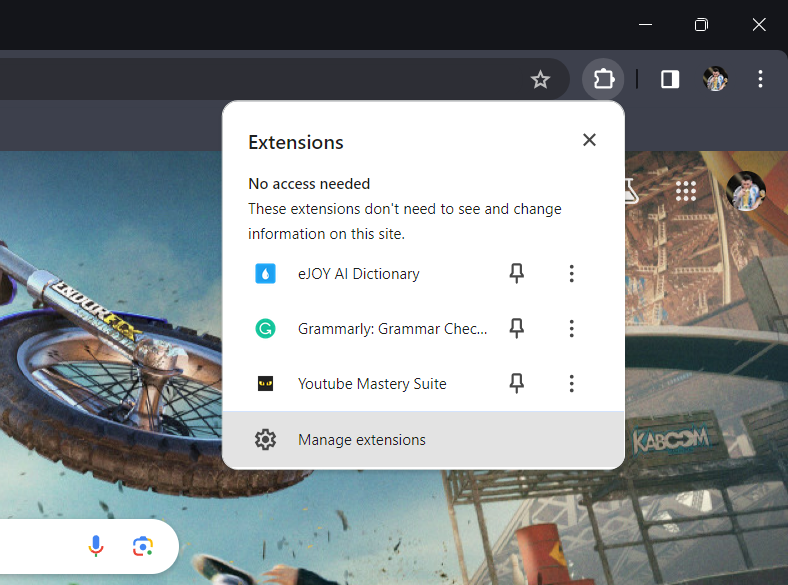 Extensions
No access needed
These extensions don't need to see and change
information on this site.
eJOY AI Dictionary
Grammarly: Grammar Chec...
Youtube Mastery Suite
Manage extensions
ENDURO
KABOOM